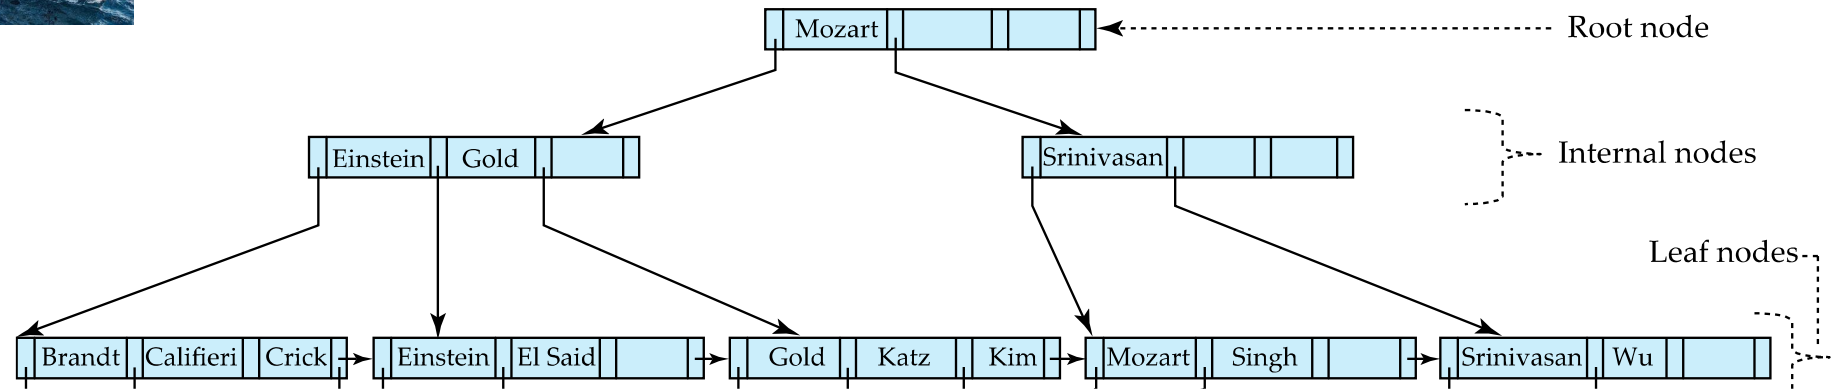 Mozart
Root node
Einstein Gold
Srinivasan
Internal nodes
Leaf nodes
Brandt Califieri Crick
Einstein El Said
Gold Katz Kim
Mozart Singh
Srinivasan Wu